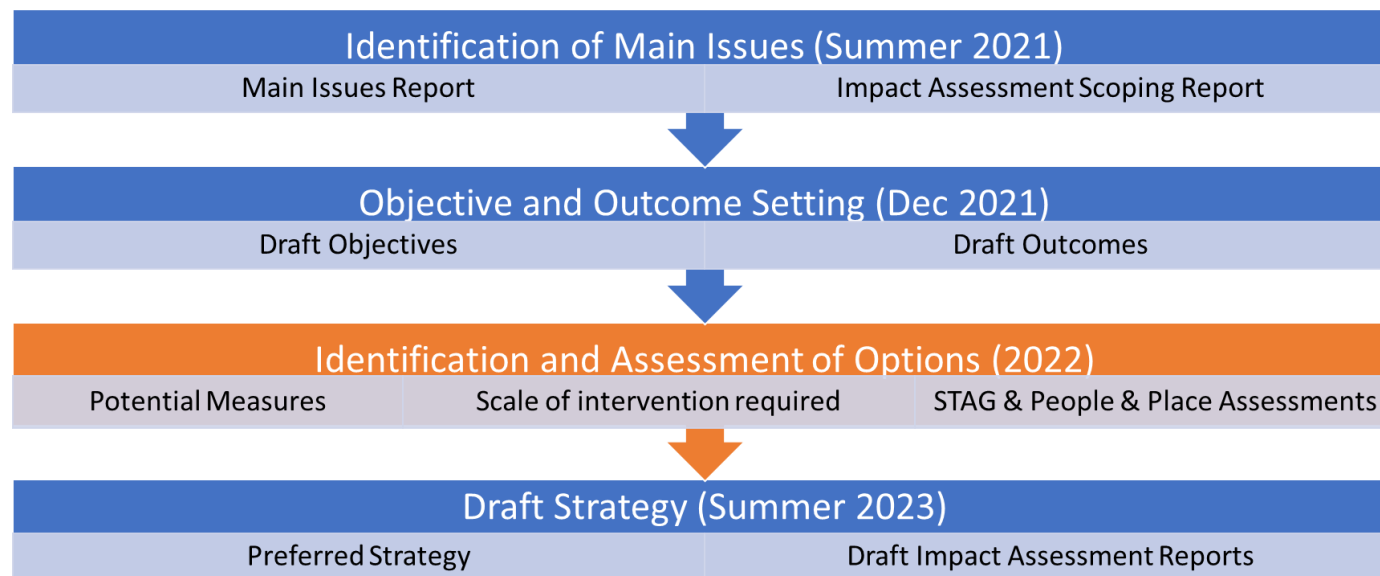 Identification of Main Issues (Summer 2021)
Main Issues Report
Impact Assessment Scoping Report
Objective and Outcome Setting (Dec 2021)
Draft Objectives
Draft Outcomes
Identification and Assessment of Options (2022)
Potential Measures
Scale of intervention required
STAG & People & Place Assessments
Draft Strategy (Summer 2023)
Preferred Strategy
Draft Impact Assessment Reports